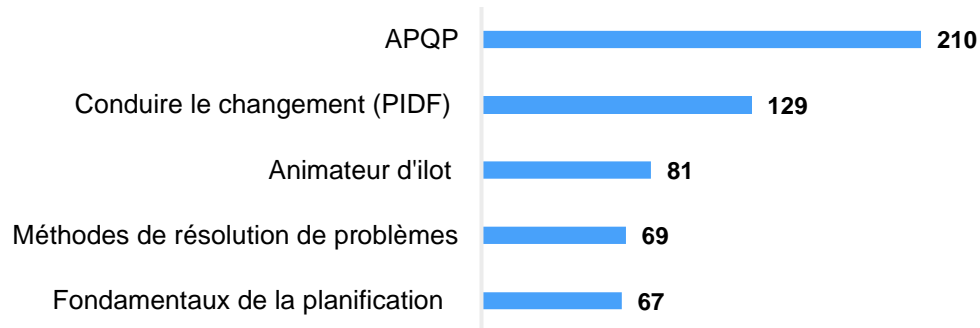 APQP 210
Conduire le changement (PIDF) 129
Animateur d'ilot 81
Méthodes de résolution de problèmes 69
Fondamentaux de la planification 67